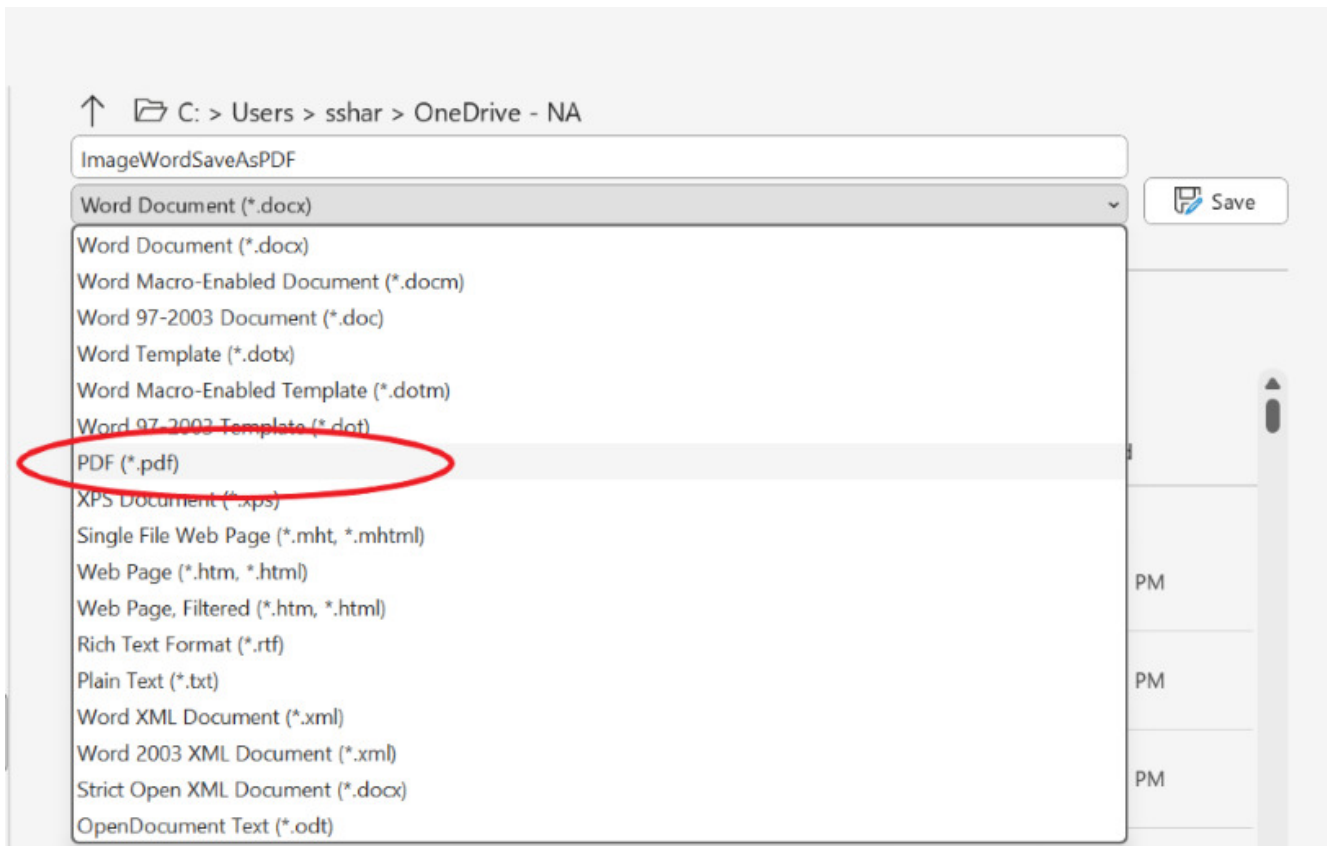 C: > Users > sshar > OneDrive - NA
ImageWordSaveAsPDF
Word Document (*.docx)
Save
Word Document (*.docx)
Word Macro-Enabled Document (*.docm)
Word 97-2003 Document (*.doc)
Word Template (*.dotx)
Word Macro-Enabled Template (*.dotm)
Word 97-2003 Template (*.dot)
PDF (*.pdf)
XPS Document (*.xps)
Single File Web Page (*.mht, *.mhtml)
Web Page (*.htm, *.html)
PM
Web Page, Filtered (*.htm, *.html)
Rich Text Format (*.rtf)
Plain Text (*.txt)
PM
Word XML Document (*.xml)
Word 2003 XML Document (*.xml)
Strict Open XML Document (*.docx)
PM
OpenDocument Text (*.odt)